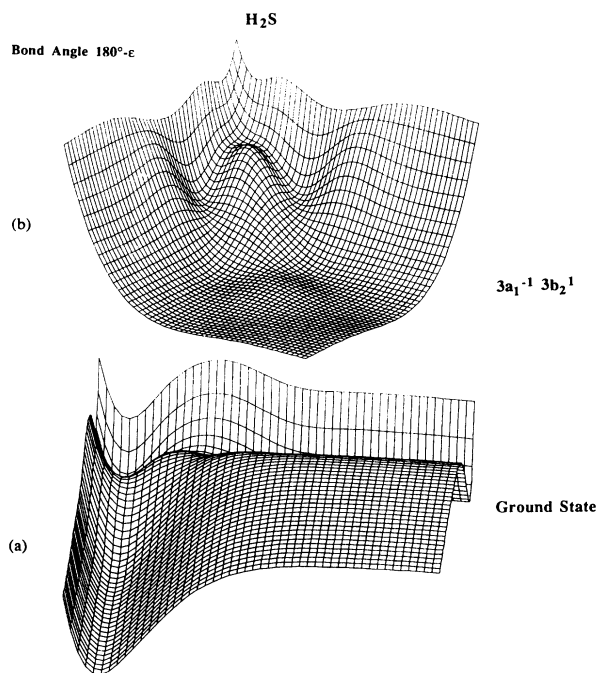 H₂S
Bond Angle 180°-ε
(b)
3a₁⁻¹ 3b₂¹
Ground State
(a)